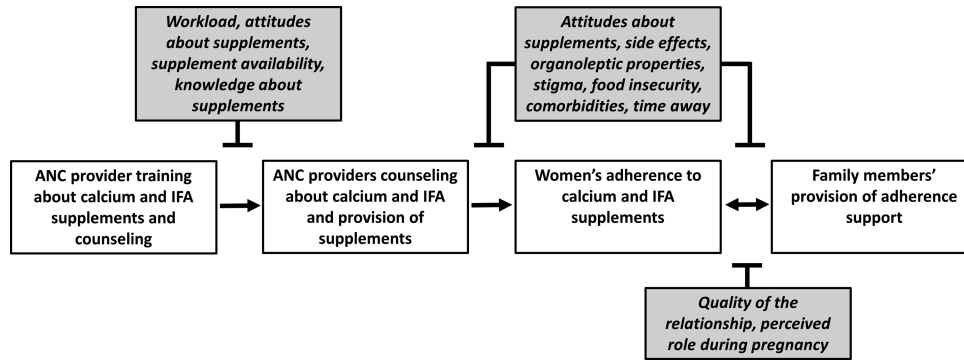 Workload, attitudes
about supplements,
supplement availability,
knowledge about
supplements
Attitudes about
supplements, side effects,
organoleptic properties,
stigma, food insecurity,
comorbidities, time away
ANC provider training
about calcium and IFA
supplements and
counseling
ANC providers counseling
about calcium and IFA
and provision of
supplements
Women's adherence to
calcium and IFA
supplements
Family members'
provision of adherence
support
Quality of the
relationship, perceived
role during pregnancy